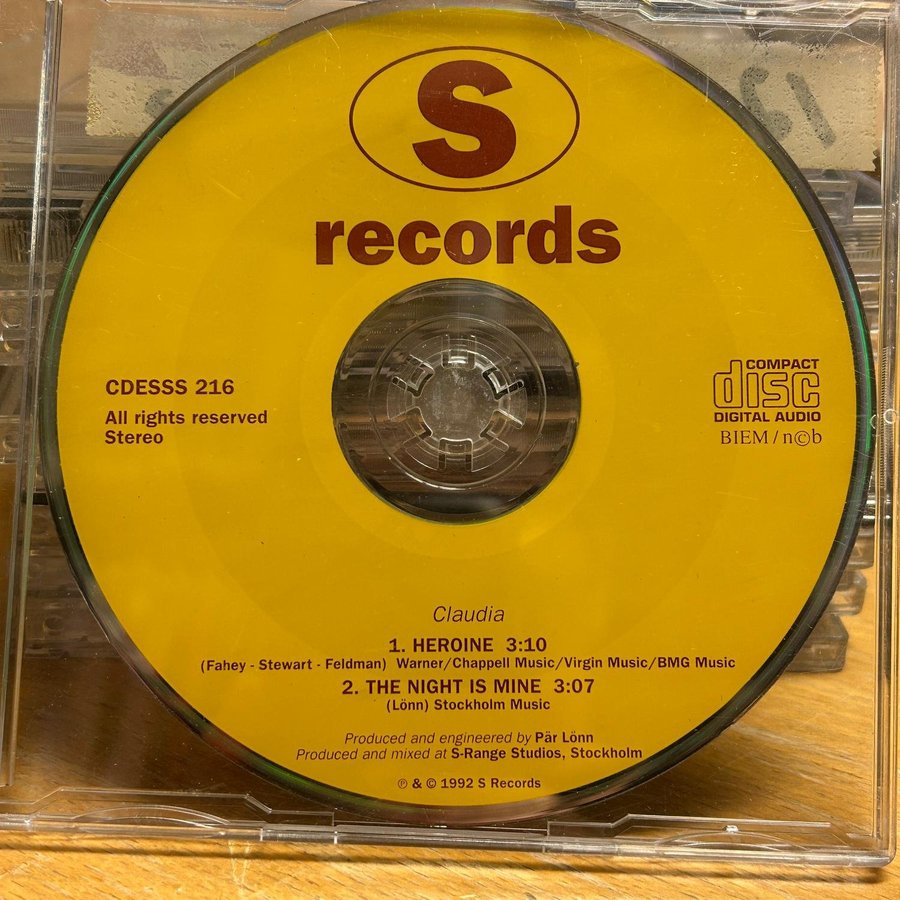 S
records
CDESSS 216
All rights reserved
Stereo
COMPACT
disc
DIGITAL AUDIO
BIEM / n©b
Claudia
1. HEROINE 3:10
(Fahey - Stewart - Feldman) Warner/Chappell Music/Virgin Music/BMG Music
2. THE NIGHT IS MINE 3:07
(Lönn) Stockholm Music
Produced and engineered by Pär Lönn
Produced and mixed at S-Range Studios, Stockholm
℗ & © 1992 S Records